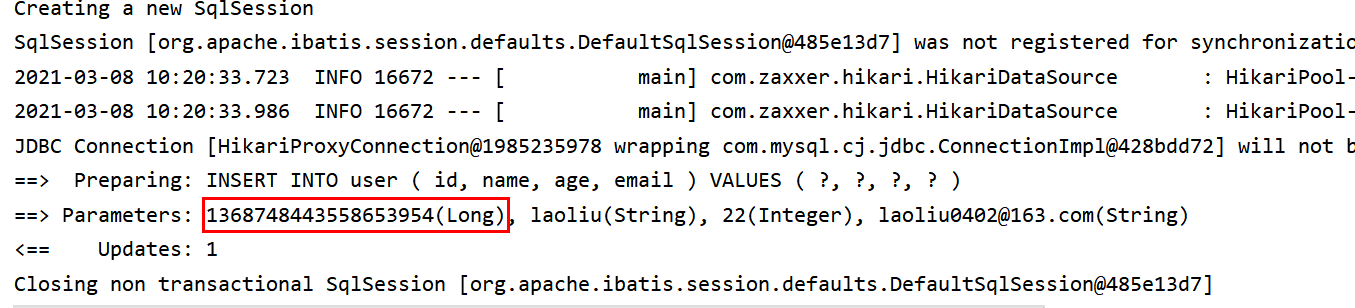 Creating a new SqlSession
SqlSession [org.apache.ibatis.session.defaults.DefaultSqlSession@485e13d7] was not registered for synchronizatio
2021-03-08 10:20:33.723  INFO 16672 --- [           main] com.zaxxer.hikari.HikariDataSource       : HikariPool-
2021-03-08 10:20:33.986  INFO 16672 --- [           main] com.zaxxer.hikari.HikariDataSource       : HikariPool-
JDBC Connection [HikariProxyConnection@1985235978 wrapping com.mysql.cj.jdbc.ConnectionImpl@428bdd72] will not b
==>  Preparing: INSERT INTO user ( id, name, age, email ) VALUES ( ?, ?, ?, ? )
==> Parameters: 1368748443558653954(Long), laoliu(String), 22(Integer), laoliu0402@163.com(String)
<==    Updates: 1
Closing non transactional SqlSession [org.apache.ibatis.session.defaults.DefaultSqlSession@485e13d7]